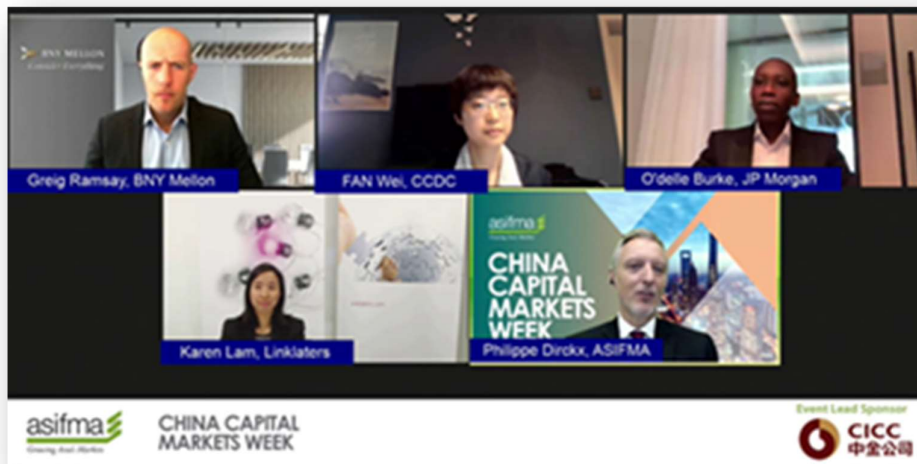 BNY MELLON
Consider Everything
Greig Ramsay, BNY Mellon
FAN Wei, CCDC
O'delle Burke, JP Morgan
Karen Lam, Linklaters
asifma
CHINA
CAPITAL
MARKETS
WEEK
Philippe Dirckx, ASIFMA
asifma
Growing Asia's Markets
CHINA CAPITAL
MARKETS WEEK
Event Lead Sponsor
CICC
中金公司